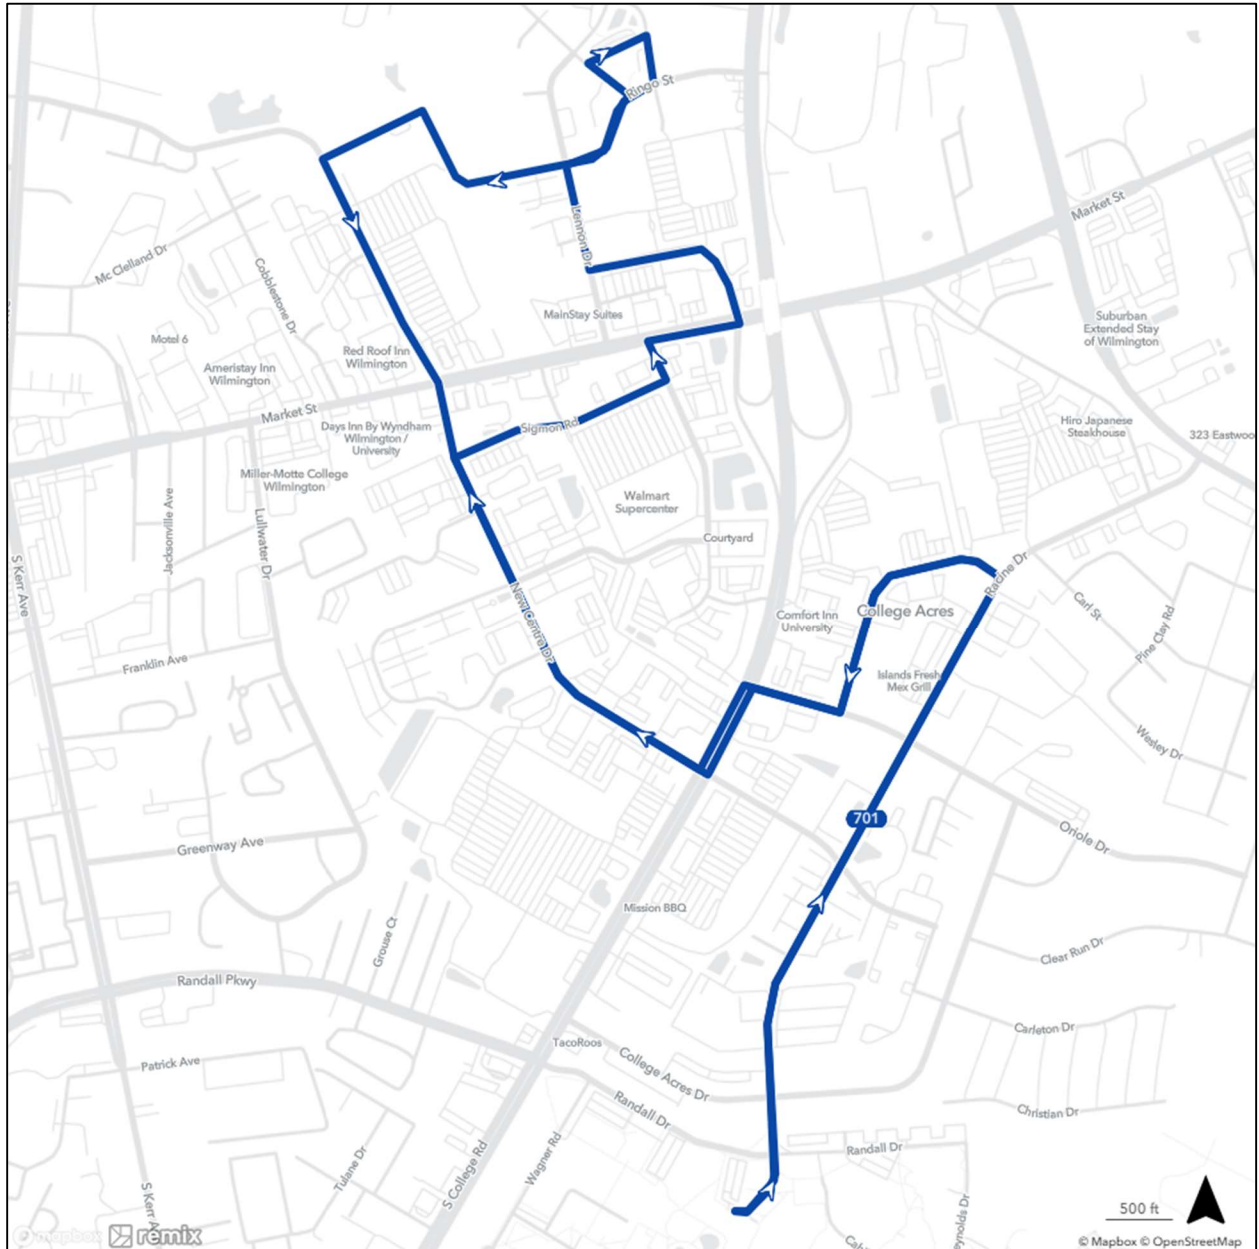 Ringo St
Market St
Lennon Dr
Mc Clelland Dr
Cobblestone Dr
MainStay Suites
Motel 6
Suburban
Extended Stay
of Wilmington
Red Roof Inn
Wilmington
Ameristay Inn
Wilmington
Market St
Days Inn By Wyndham
Wilmington /
University
Sigmon Rd
Hiro Japanese
Steakhouse
323 Eastwoo
Miller-Motte College
Wilmington
Walmart
Supercenter
Jacksonville Ave
Lullwater Dr
Courtyard
S Kerr Ave
Racine Dr
New Centre Dr
Comfort Inn
University
College Acres
Carl St
Pine Clay Rd
Franklin Ave
Islands Fresh
Mex Grill
Wesley Dr
701
Greenway Ave
Oriole Dr
Mission BBQ
Grouse Ct
Clear Run Dr
Randall Pkwy
Carleton Dr
TacoRoos
Patrick Ave
College Acres Dr
Randall Dr
Christian Dr
Randall Dr
Tulane Dr
Wagner Rd
S College Rd
S Kerr A
eynolds Dr
500 ft
mapbox remix
© Mapbox © OpenStreetMap